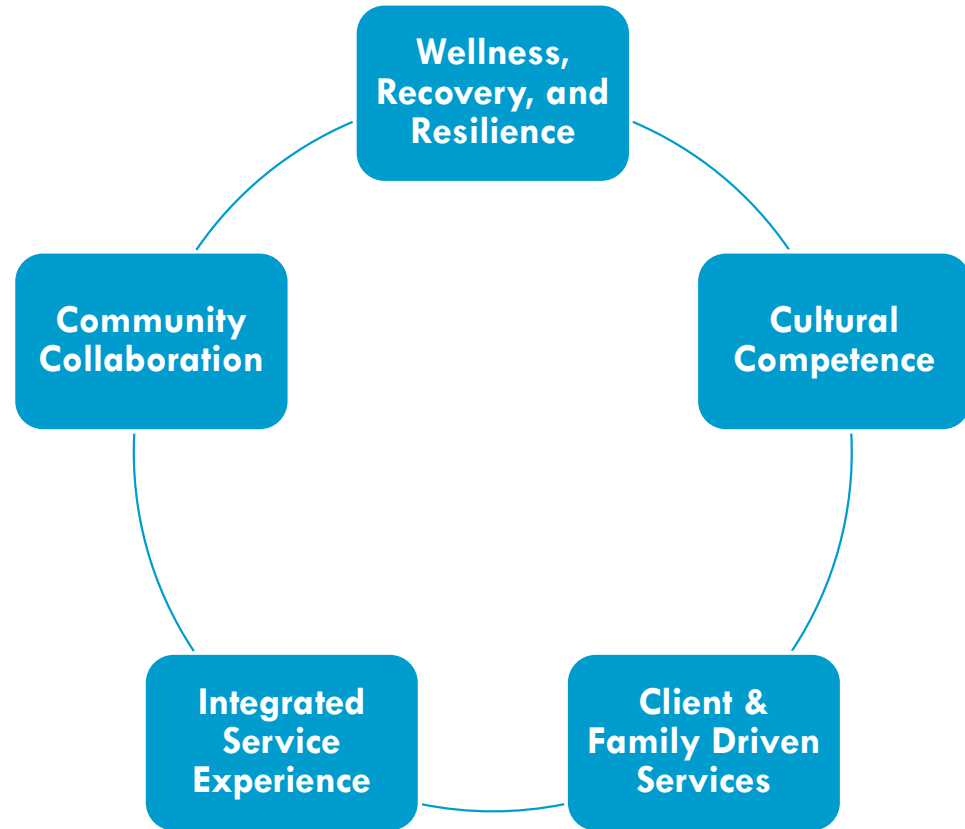 Wellness,
Recovery, and
Resilience
Cultural
Competence
Client &
Family Driven
Services
Integrated
Service
Experience
Community
Collaboration